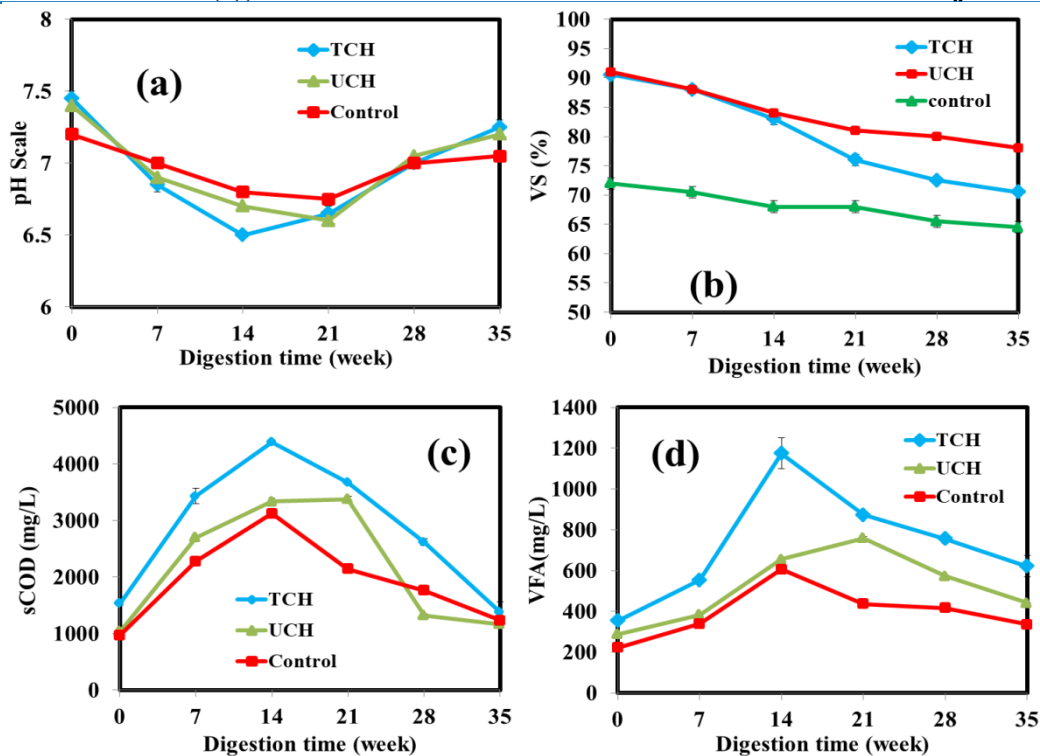 8
7.5
7
6.5
6
pH Scale
(a)
TCH
UCH
Control
0 7 14 21 28 35
Digestion time (week)
100
95
90
85
80
75
70
65
60
55
50
VS (%)
TCH
UCH
control
(b)
0 7 14 21 28 35
Digestion time (week)
5000
4000
3000
2000
1000
0
sCOD (mg/L)
(c)
TCH
UCH
Control
0 7 14 21 28 35
Digestion time (week)
1400
1200
1000
800
600
400
200
0
VFA(mg/L)
(d)
TCH
UCH
Control
0 7 14 21 28 35
Digestion time (week)